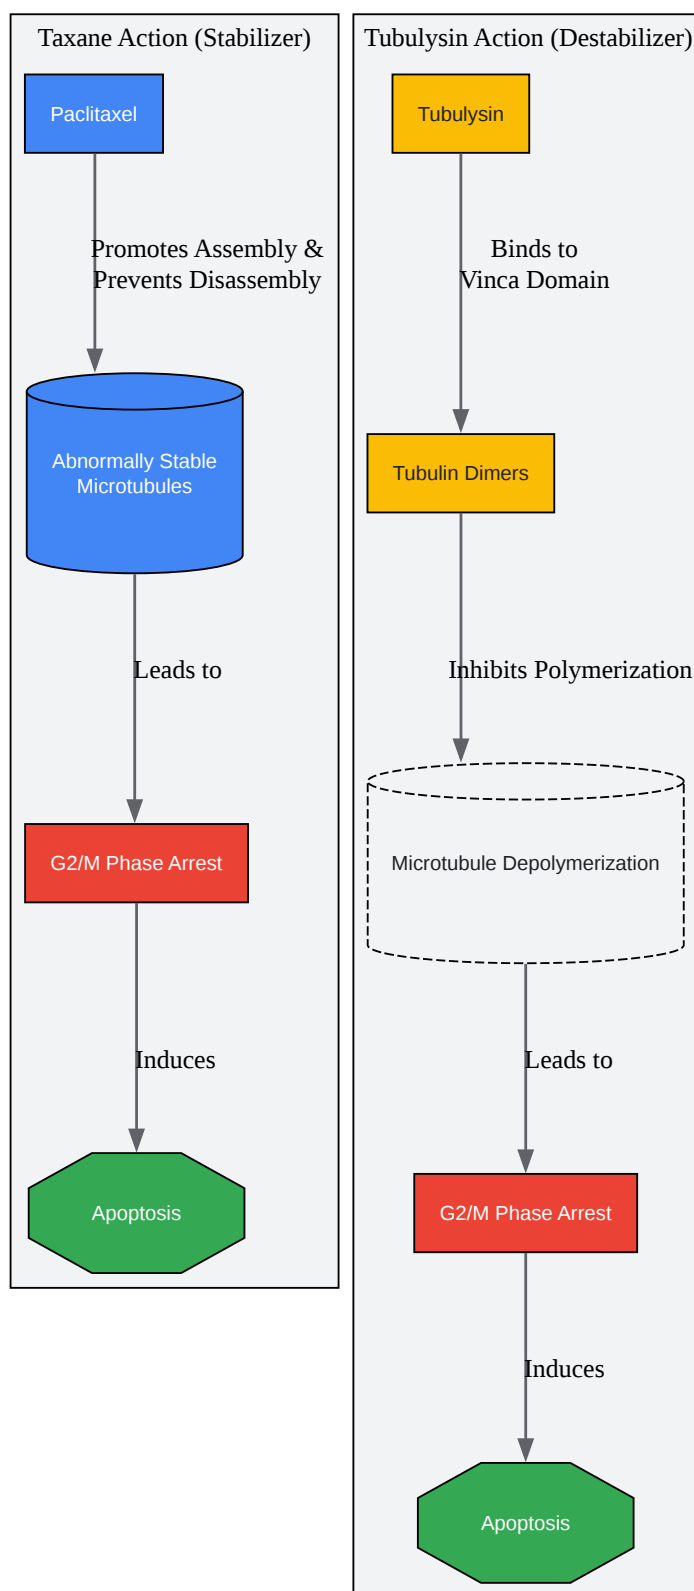 Taxane Action (Stabilizer)
Paclitaxel
Promotes Assembly &
Prevents Disassembly
Abnormally Stable
Microtubules
Leads to
G2/M Phase Arrest
Induces
Apoptosis
Tubulysin Action (Destabilizer)
Tubulysin
Binds to
Vinca Domain
Tubulin Dimers
Inhibits Polymerization
Microtubule Depolymerization
Leads to
G2/M Phase Arrest
Induces
Apoptosis